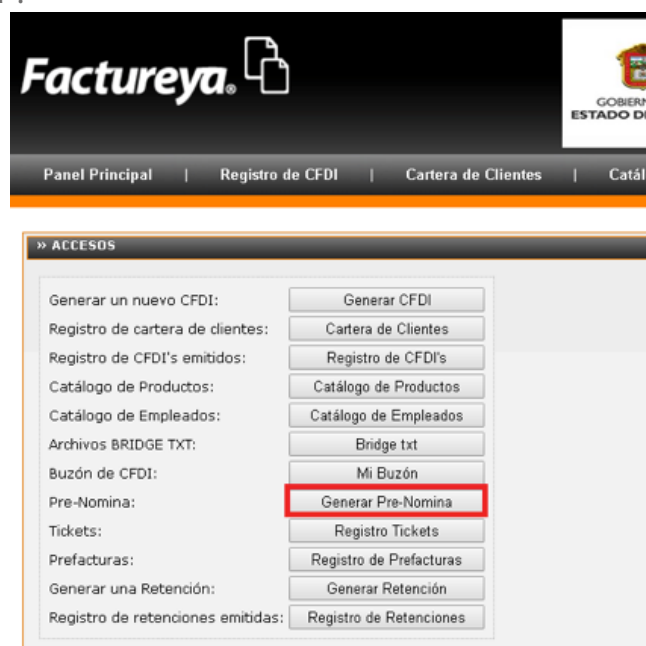 Factureya®
GOBIERN
ESTADO D
Panel Principal | Registro de CFDI | Cartera de Clientes | Catál
» ACCESOS
Generar un nuevo CFDI: Generar CFDI
Registro de cartera de clientes: Cartera de Clientes
Registro de CFDI's emitidos: Registro de CFDI's
Catálogo de Productos: Catálogo de Productos
Catálogo de Empleados: Catálogo de Empleados
Archivos BRIDGE TXT: Bridge txt
Buzón de CFDI: Mi Buzón
Pre-Nomina: Generar Pre-Nomina
Tickets: Registro Tickets
Prefacturas: Registro de Prefacturas
Generar una Retención: Generar Retención
Registro de retenciones emitidas: Registro de Retenciones